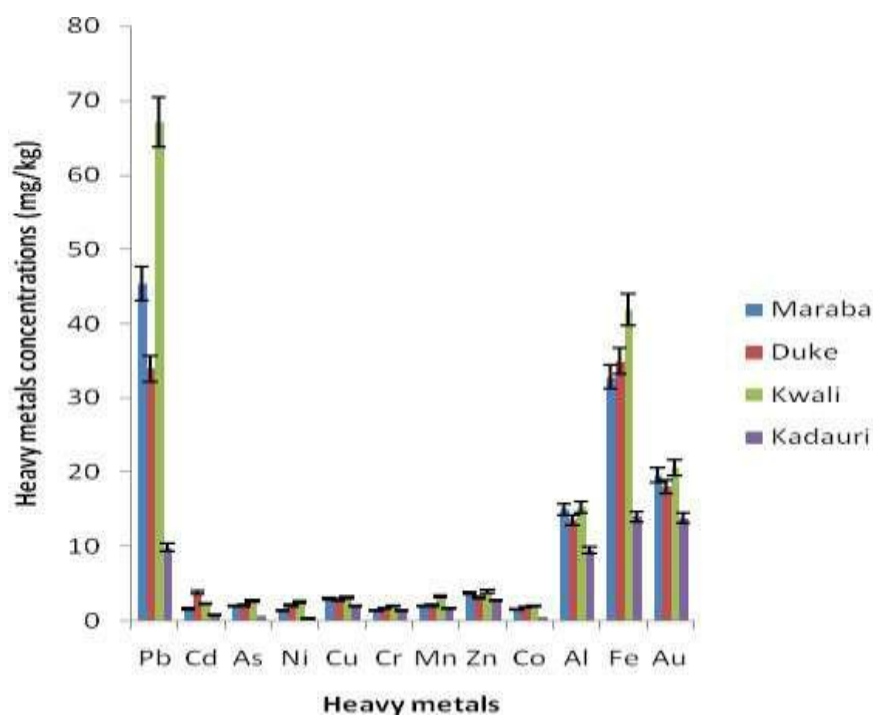 80
70
60
50
40
30
20
10
0
Heavy metals concentrations (mg/kg)
Pb Cd As Ni Cu Cr Mn Zn Co Al Fe Au
Heavy metals
Maraba
Duke
Kwali
Kadauri